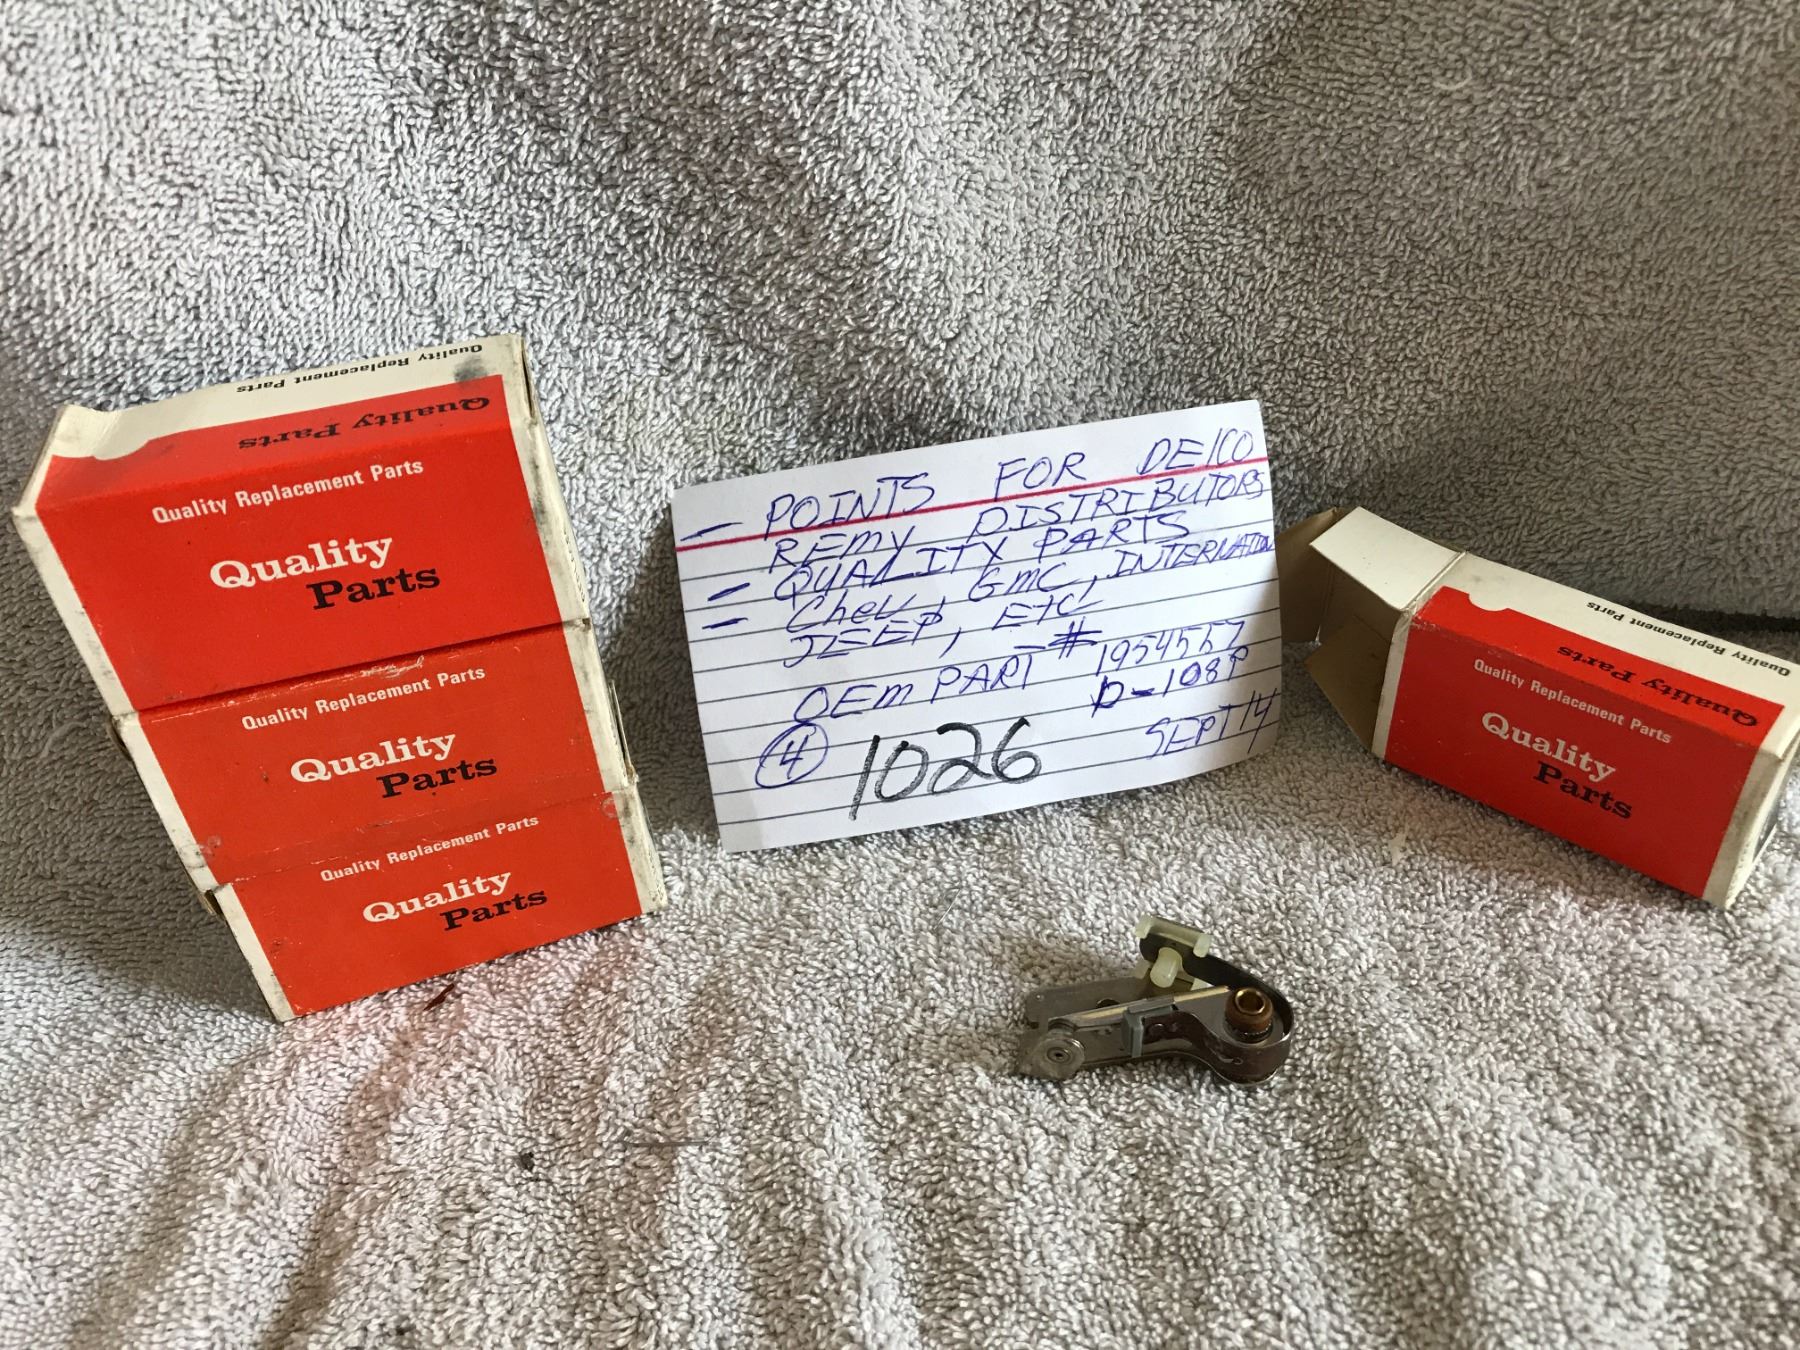 Quality Replacement Parts
Quality Parts
Quality Replacement Parts
Quality
Parts
Quality Replacement Parts
Quality
Parts
Quality Replacement Parts
Quality
Parts
- POINTS FOR DELCO
REMY DISTRIBUTORS
- QUALITY PARTS
- CHEV, GMC, INTERNATION
JEEP, ETC
OEM PART # 1954557
D-108P
4 1026 SEPT 14
Quality Replacement Parts
Quality Parts
Quality Replacement Parts
Quality
Parts